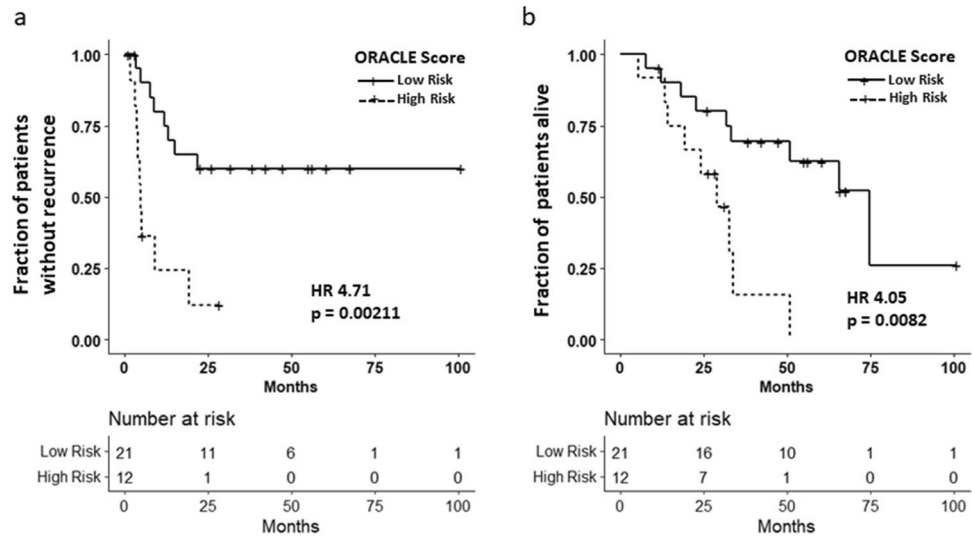 a
Fraction of patients
without recurrence
1.00
0.75
0.50
0.25
0.00
ORACLE Score
Low Risk
High Risk
HR 4.71
p = 0.00211
0 25 50 75 100
Months
Number at risk
Low Risk 21 11 6 1 1
High Risk 12 1 0 0 0
0 25 50 75 100
Months
b
Fraction of patients alive
1.00
0.75
0.50
0.25
0.00
ORACLE Score
Low Risk
High Risk
HR 4.05
p = 0.0082
0 25 50 75 100
Months
Number at risk
Low Risk 21 16 10 1 1
High Risk 12 7 1 0 0
0 25 50 75 100
Months